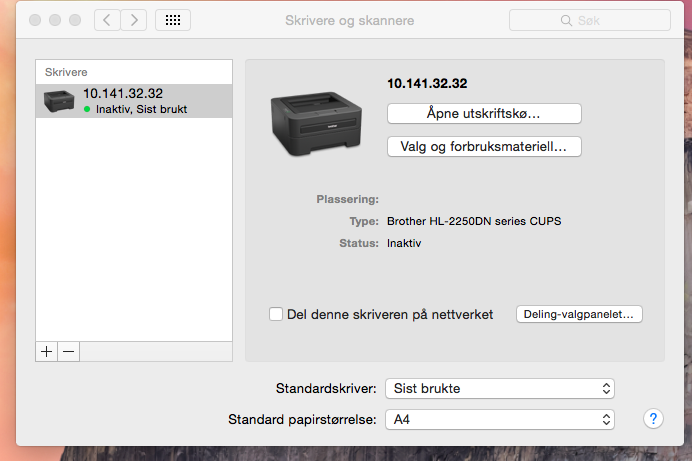 Skrivere og skannere
Søk
Skrivere
10.141.32.32
Inaktiv, Sist brukt
10.141.32.32
Åpne utskriftskø...
Valg og forbruksmateriell...
Plassering:
Type: Brother HL-2250DN series CUPS
Status: Inaktiv
Del denne skriveren på nettverket
Deling-valgpanelet...
+ −
Standardskriver: Sist brukte
Standard papirstørrelse: A4
?